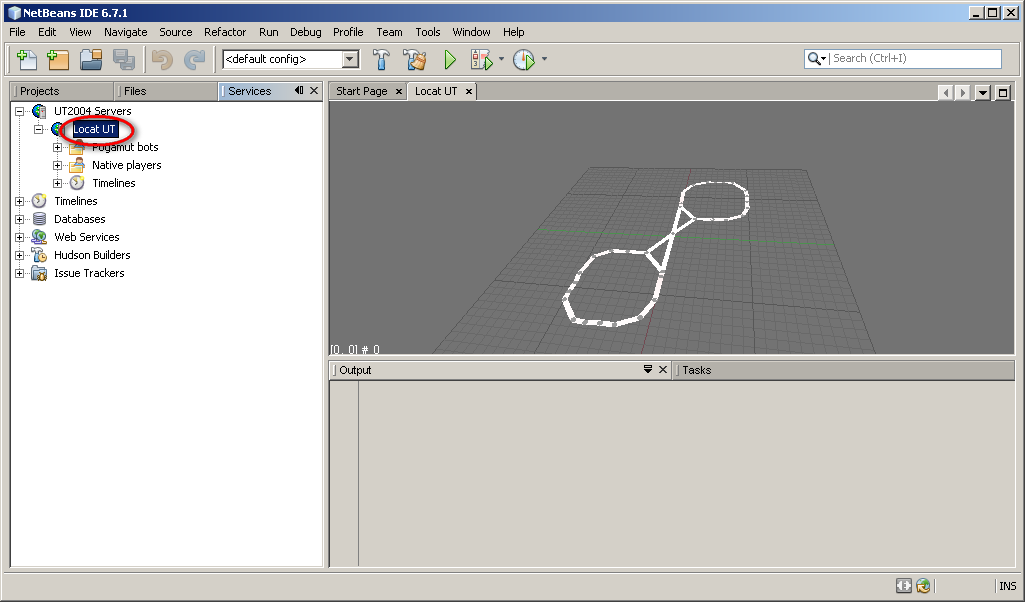 NetBeans IDE 6.7.1
File Edit View Navigate Source Refactor Run Debug Profile Team Tools Window Help
<default config>
Search (Ctrl+I)
Projects Files Services
Start Page Locat UT
UT2004 Servers
Locat UT
Pogamut bots
Native players
Timelines
Timelines
Databases
Web Services
Hudson Builders
Issue Trackers
[0, 0] # 0
Output Tasks
INS